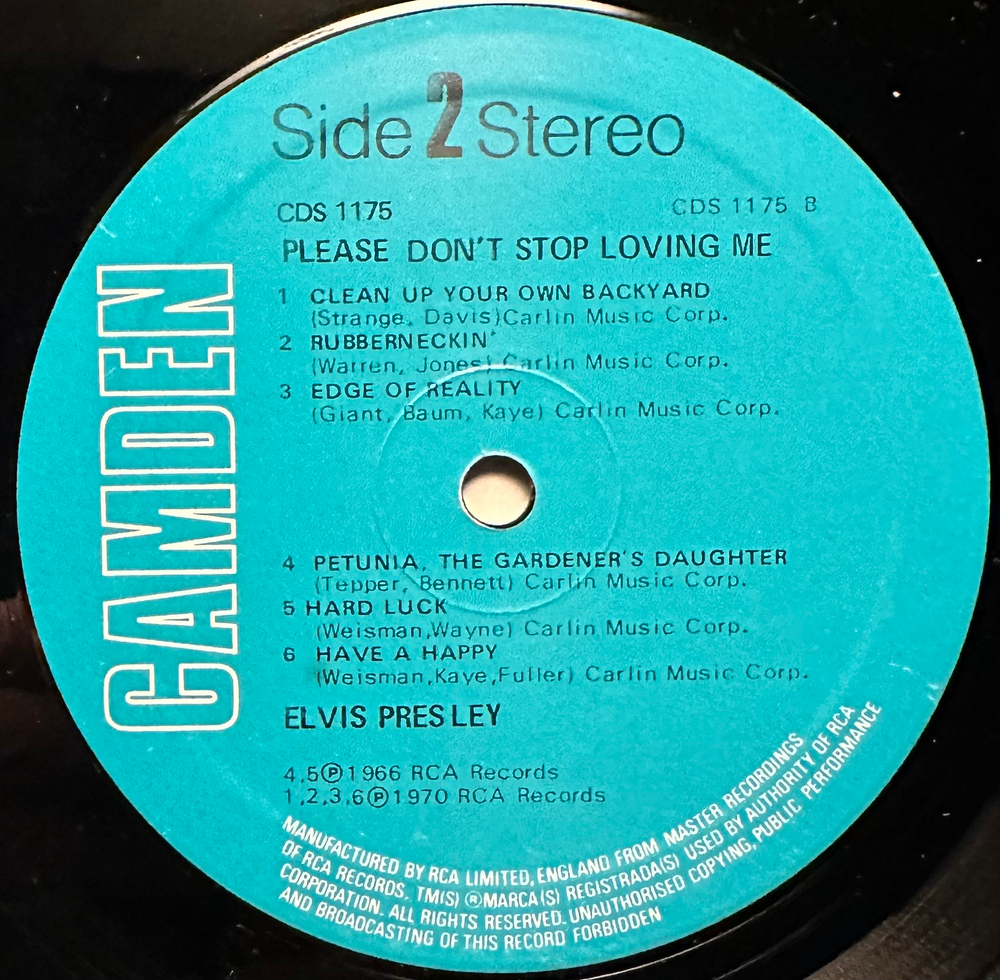 Side 2 Stereo
CDS 1175 CDS 1175 B
PLEASE DON'T STOP LOVING ME
1 CLEAN UP YOUR OWN BACKYARD
(Strange, Davis)Carlin Music Corp.
2 RUBBERNECKIN'
(Warren, Jones) Carlin Music Corp.
3 EDGE OF REALITY
(Giant, Baum, Kaye) Carlin Music Corp.
CAMDEN
4 PETUNIA, THE GARDENER'S DAUGHTER
(Tepper, Bennett) Carlin Music Corp.
5 HARD LUCK
(Weisman,Wayne) Carlin Music Corp.
6 HAVE A HAPPY
(Weisman,Kaye,Fuller) Carlin Music Corp.
ELVIS PRESLEY
4,5℗1966 RCA Records
1,2,3,6℗1970 RCA Records
MANUFACTURED BY RCA LIMITED, ENGLAND FROM MASTER RECORDINGS
OF RCA RECORDS. TM(S) ®MARCA(S) REGISTRADA(S) USED BY AUTHORITY OF RCA
CORPORATION. ALL RIGHTS RESERVED. UNAUTHORISED COPYING, PUBLIC PERFORMANCE
AND BROADCASTING OF THIS RECORD FORBIDDEN